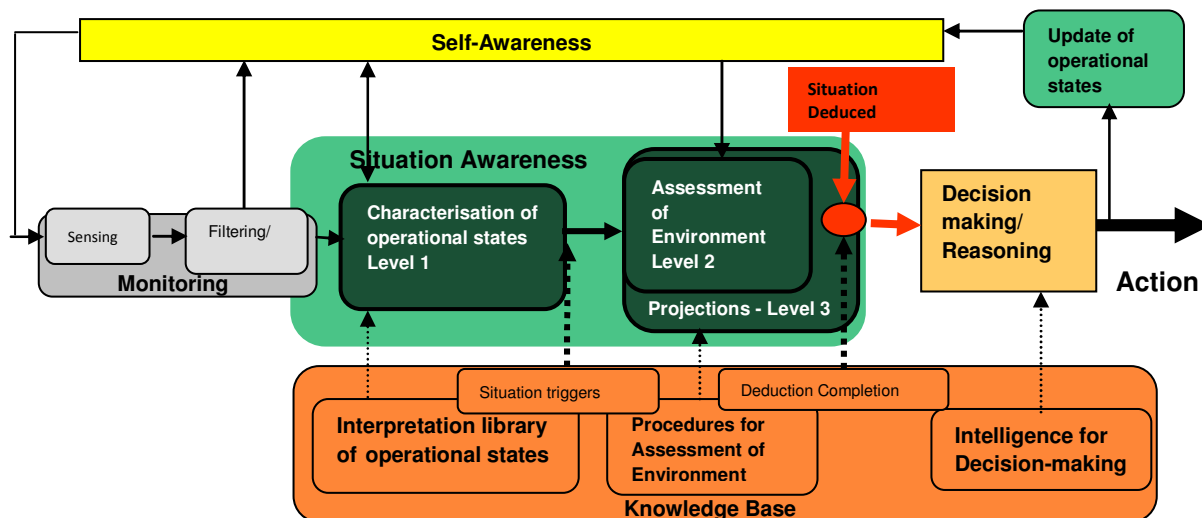 Self-Awareness
Update of
operational
states
Situation
Deduced
Situation Awareness
Sensing
Filtering/
Monitoring
Characterisation of
operational states
Level 1
Assessment
of
Environment
Level 2
Projections - Level 3
Decision
making/
Reasoning
Action
Situation triggers
Deduction Completion
Interpretation library
of operational states
Procedures for
Assessment of
Environment
Intelligence for
Decision-making
Knowledge Base